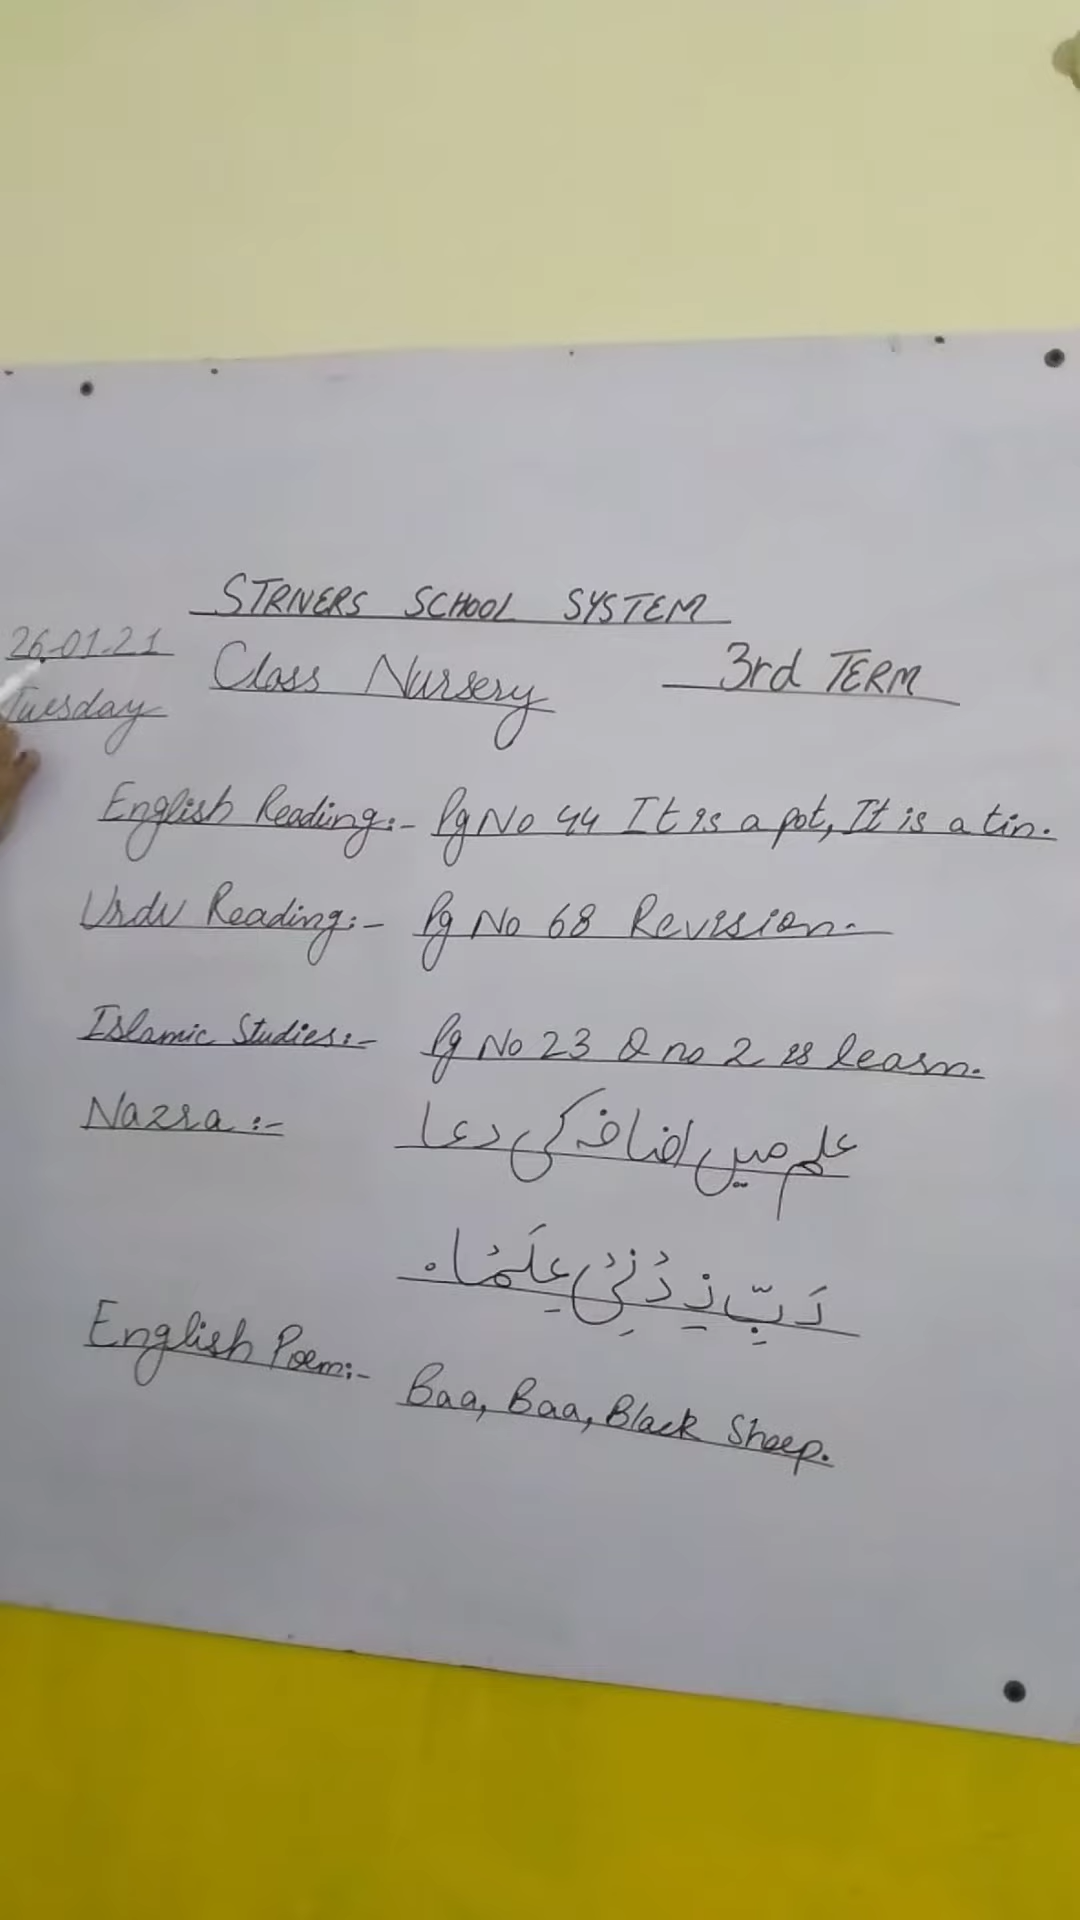 STRIVERS SCHOOL SYSTEM
26-01-21 Class Nursery 3rd TERM
Tuesday
English Reading:- Pg No 44 It is a pot, It is a tin.
Urdu Reading:- Pg No 68 Revision.
Islamic Studies:- Pg No 23 Q no 2 is learn.
Nazra:- علم میں اضافہ کی دعا
رَبِّ زِدْنِیْ عِلْمًا۔
English Poem:- Baa, Baa, Black Sheep.